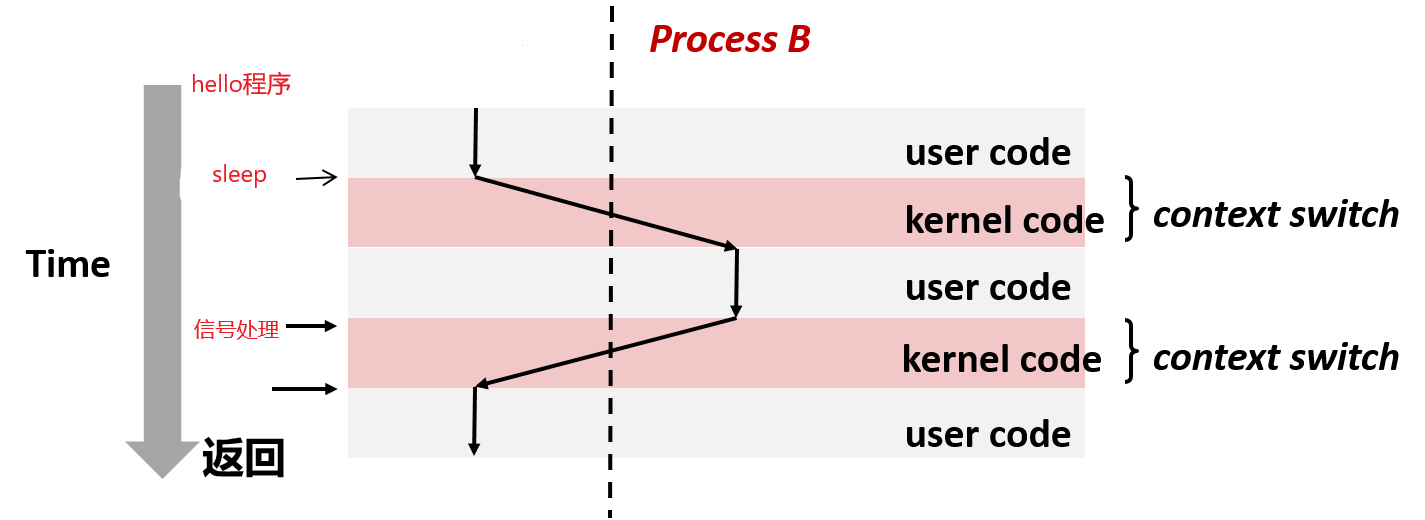 Process B
hello程序
user code
sleep
kernel code
context switch
Time
user code
信号处理
kernel code
context switch
user code
返回